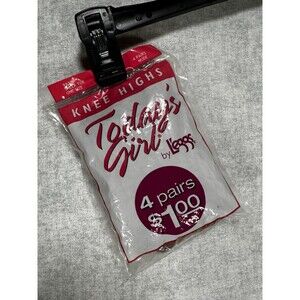 KNEE HIGHS
Today's
Girl
by L'eggs
4 pairs
$1.00